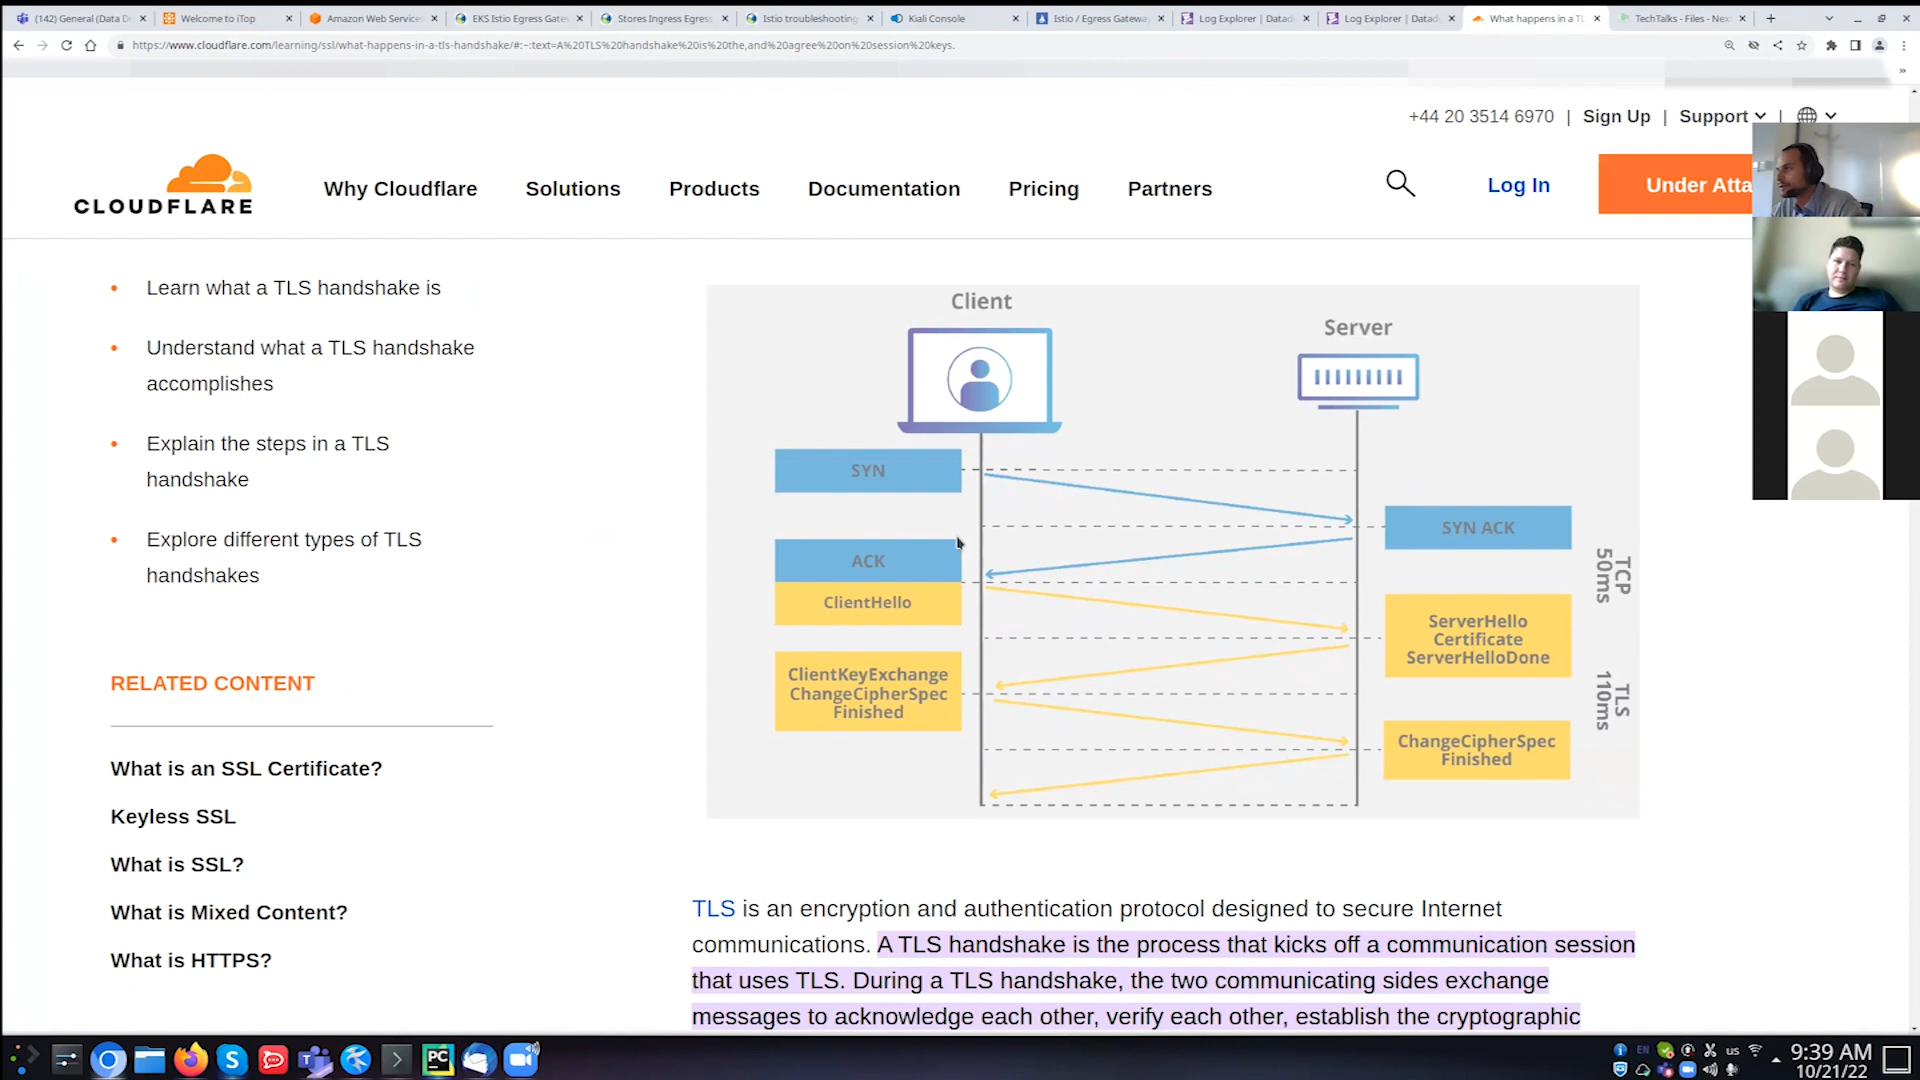 (142) General (Data D
Welcome to iTop
Amazon Web Service
EKS Istio Egress Gate
Stores Ingress Egress
Istio troubleshooting
Kiali Console
Istio / Egress Gateway
Log Explorer | Datad
Log Explorer | Datad
What happens in a TL
TechTalks - Files - Nex
https://www.cloudflare.com/learning/ssl/what-happens-in-a-tls-handshake/#:~:text=A%20TLS%20handshake%20is%20the,and%20agree%20on%20session%20keys.
+44 20 3514 6970 | Sign Up | Support |
CLOUDFLARE
Why Cloudflare
Solutions
Products
Documentation
Pricing
Partners
Log In
Under Atta
• Learn what a TLS handshake is
• Understand what a TLS handshake
accomplishes
• Explain the steps in a TLS
handshake
• Explore different types of TLS
handshakes
RELATED CONTENT
What is an SSL Certificate?
Keyless SSL
What is SSL?
What is Mixed Content?
What is HTTPS?
Client
Server
SYN
SYN ACK
ACK
ClientHello
ServerHello
Certificate
ServerHelloDone
ClientKeyExchange
ChangeCipherSpec
Finished
ChangeCipherSpec
Finished
TCP
50ms
TLS
110ms
TLS is an encryption and authentication protocol designed to secure Internet
communications. A TLS handshake is the process that kicks off a communication session
that uses TLS. During a TLS handshake, the two communicating sides exchange
messages to acknowledge each other, verify each other, establish the cryptographic
PC
EN
us
9:39 AM
10/21/22